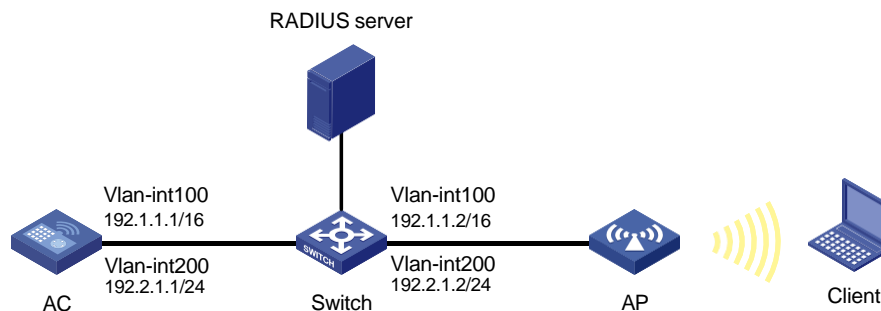 RADIUS server
Vlan-int100
192.1.1.1/16
Vlan-int100
192.1.1.2/16
SWITCH
Vlan-int200
192.2.1.1/24
Vlan-int200
192.2.1.2/24
AC
Switch
AP
Client